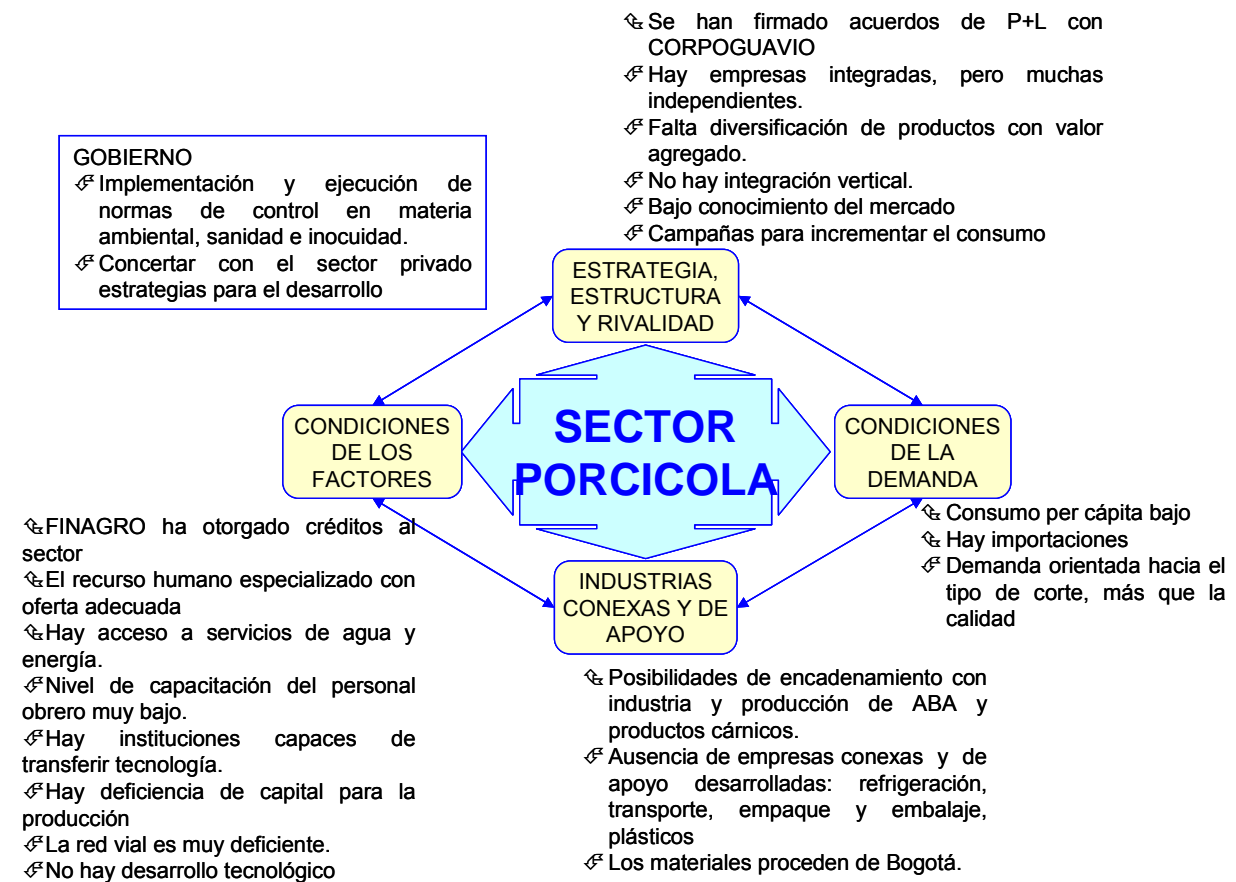 Se han firmado acuerdos de P+L con
CORPOGUAVIO
Hay empresas integradas, pero muchas
independientes.
Falta diversificación de productos con valor
agregado.
No hay integración vertical.
Bajo conocimiento del mercado
Campañas para incrementar el consumo
GOBIERNO
Implementación y ejecución de
normas de control en materia
ambiental, sanidad e inocuidad.
Concertar con el sector privado
estrategias para el desarrollo
ESTRATEGIA,
ESTRUCTURA
Y RIVALIDAD
CONDICIONES
DE LOS
FACTORES
SECTOR
PORCICOLA
CONDICIONES
DE LA
DEMANDA
FINAGRO ha otorgado créditos al
sector
El recurso humano especializado con
oferta adecuada
Hay acceso a servicios de agua y
energía.
Nivel de capacitación del personal
obrero muy bajo.
Hay instituciones capaces de
transferir tecnología.
Hay deficiencia de capital para la
producción
La red vial es muy deficiente.
No hay desarrollo tecnológico
INDUSTRIAS
CONEXAS Y DE
APOYO
Consumo per cápita bajo
Hay importaciones
Demanda orientada hacia el
tipo de corte, más que la
calidad
Posibilidades de encadenamiento con
industria y producción de ABA y
productos cárnicos.
Ausencia de empresas conexas y de
apoyo desarrolladas: refrigeración,
transporte, empaque y embalaje,
plásticos
Los materiales proceden de Bogotá.